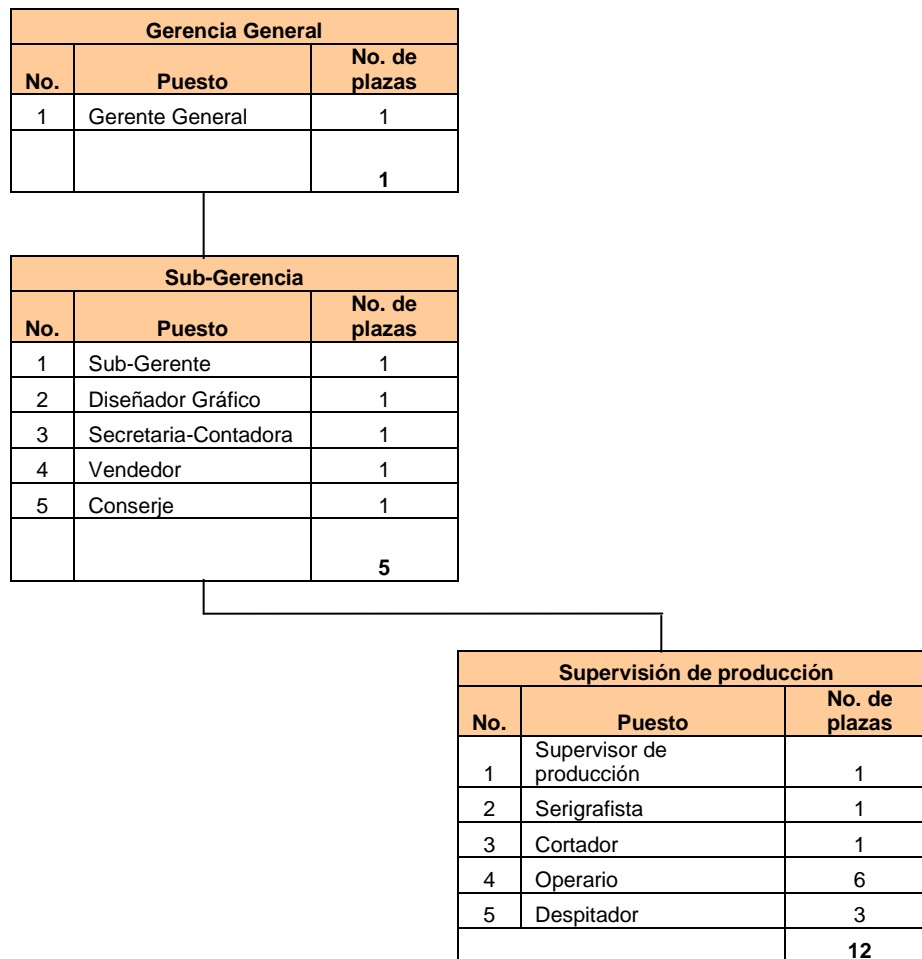 Gerencia General
No. Puesto No. de plazas
1 Gerente General 1
1
Sub-Gerencia
No. Puesto No. de plazas
1 Sub-Gerente 1
2 Diseñador Gráfico 1
3 Secretaria-Contadora 1
4 Vendedor 1
5 Conserje 1
5
Supervisión de producción
No. Puesto No. de plazas
1 Supervisor de producción 1
2 Serigrafista 1
3 Cortador 1
4 Operario 6
5 Despitador 3
12